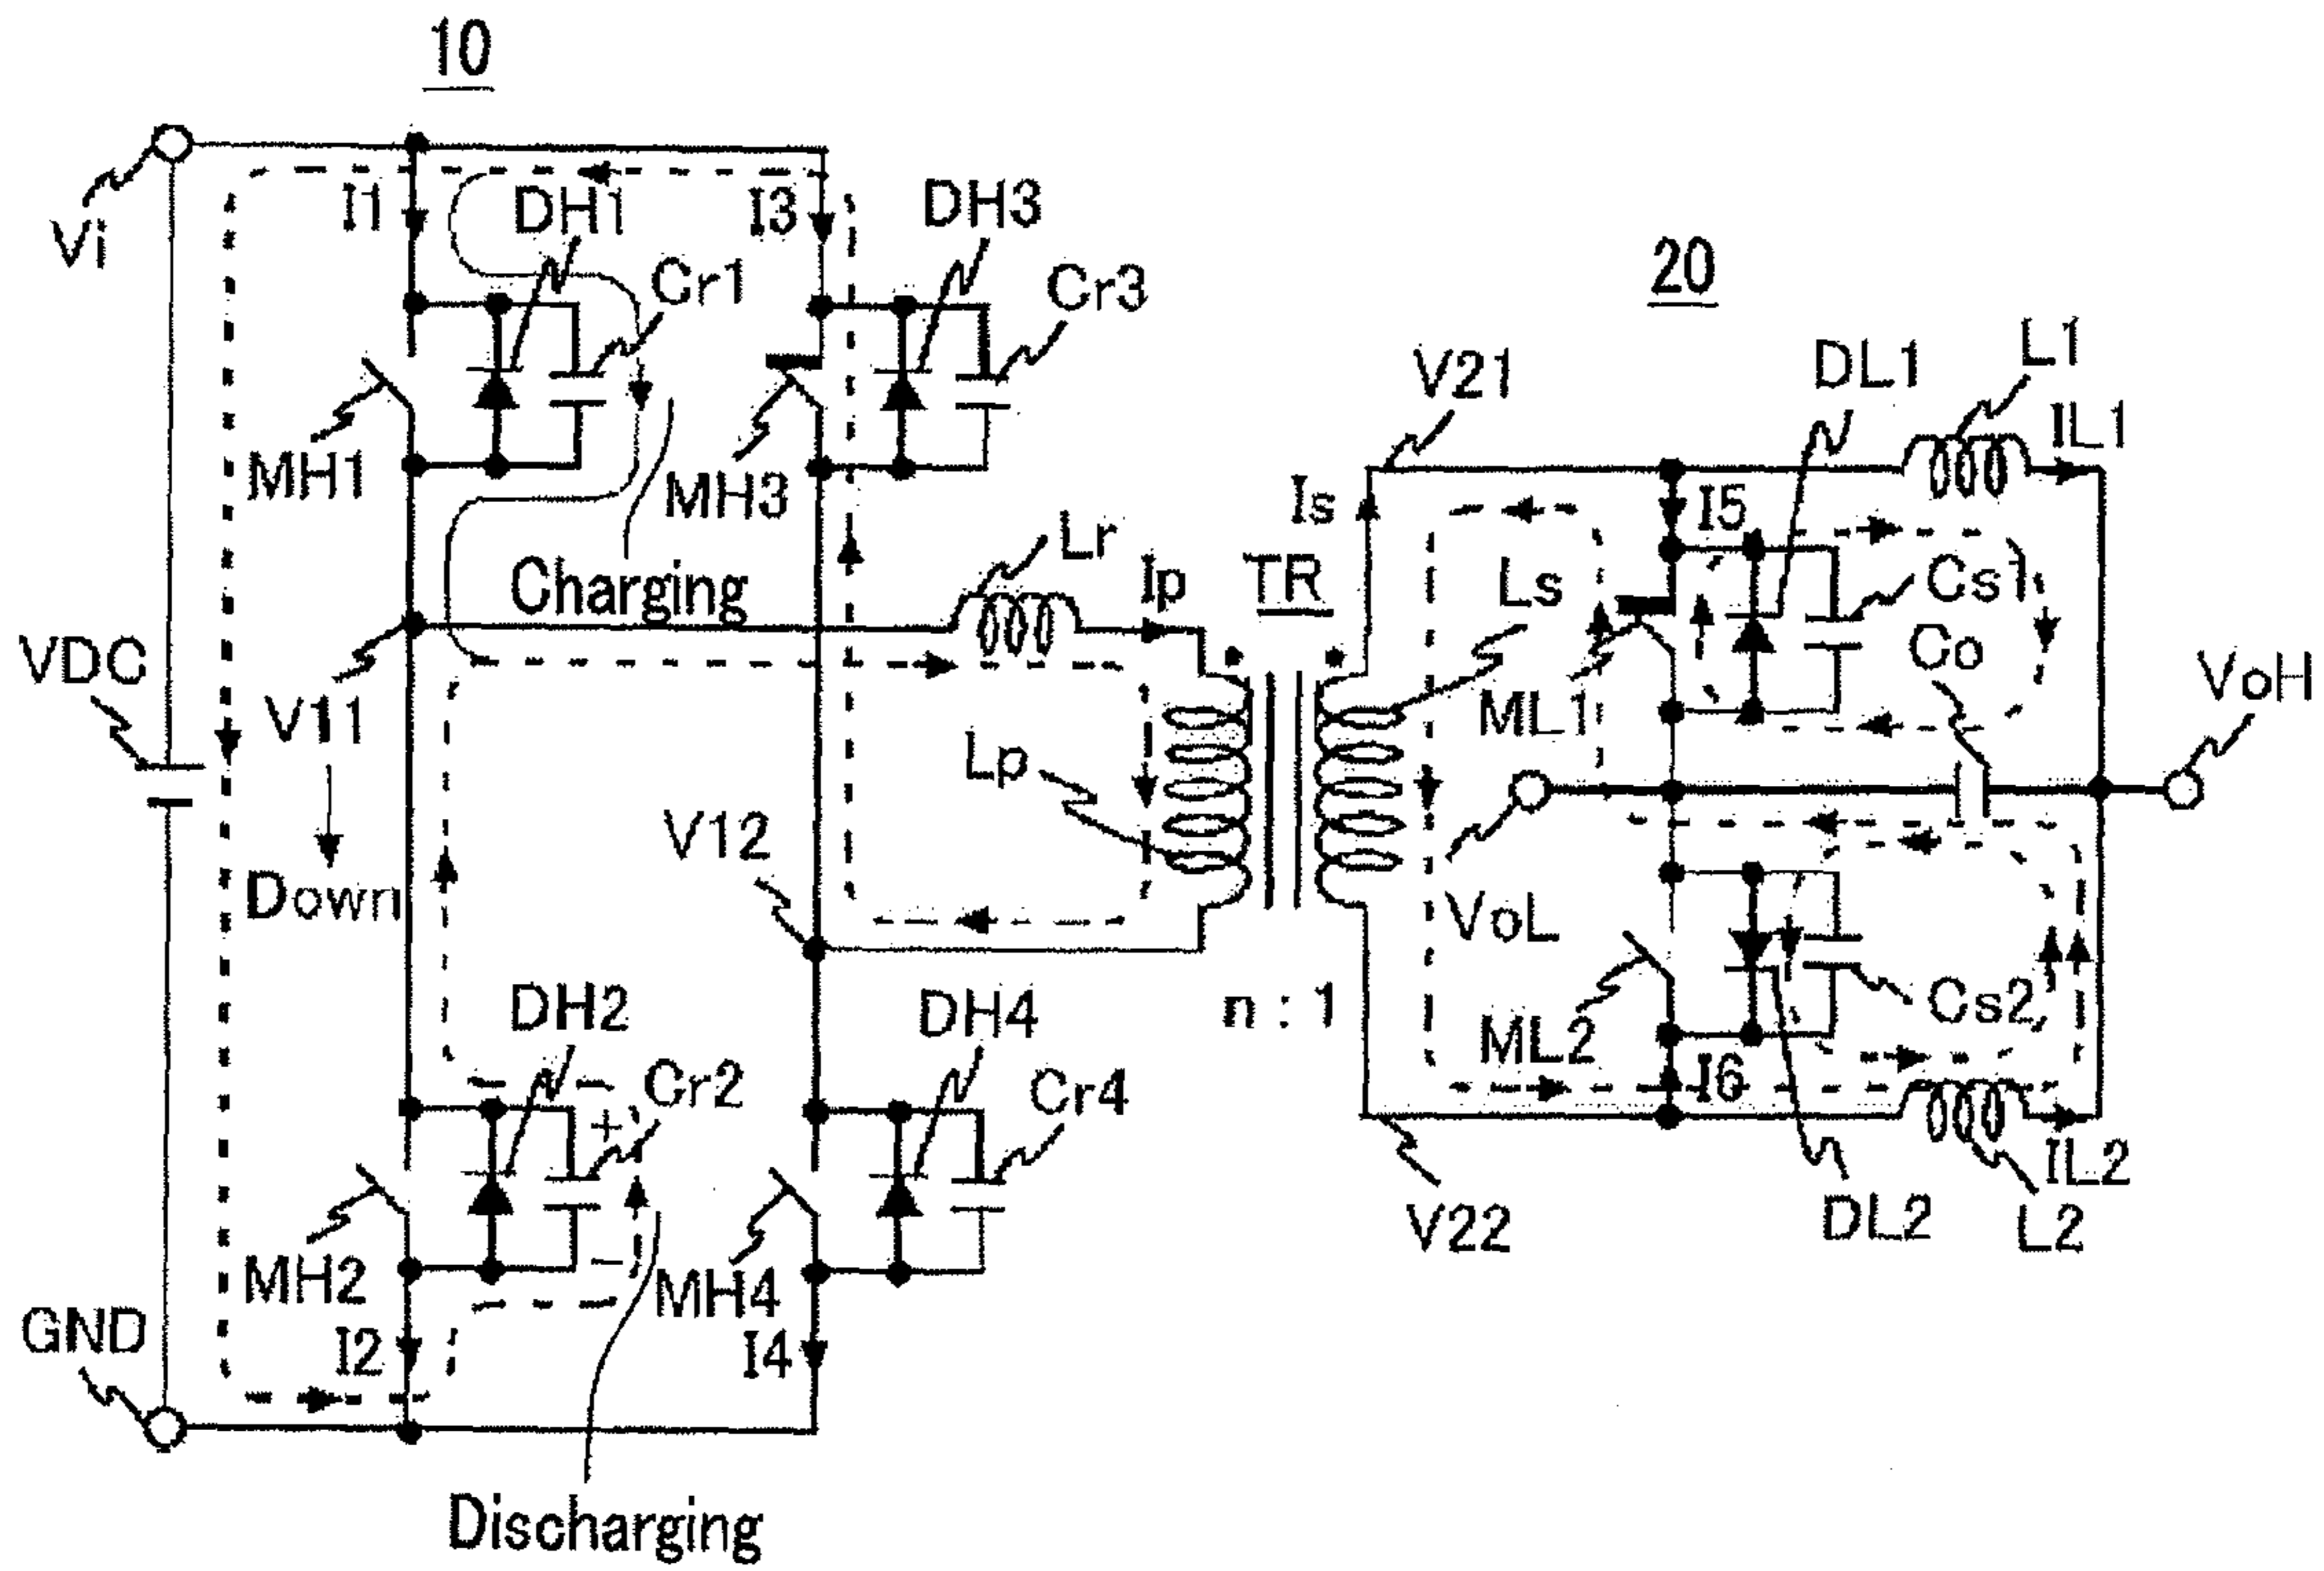 10
Vi
I1
DH1
I3
DH3
Cr1
Cr3
20
MH1
MH3
V21
DL1
L1
IL1
Is
I5
Charging
Lr
Ip
TR
Ls
Cs1
Co
VDC
V11
ML1
VoH
Lp
V12
Down
VoL
DH2
DH4
n : 1
ML2
Cs2
Cr2
Cr4
I6
+
−
MH2
MH4
IL2
DL2
L2
V22
GND
I2
I4
Discharging